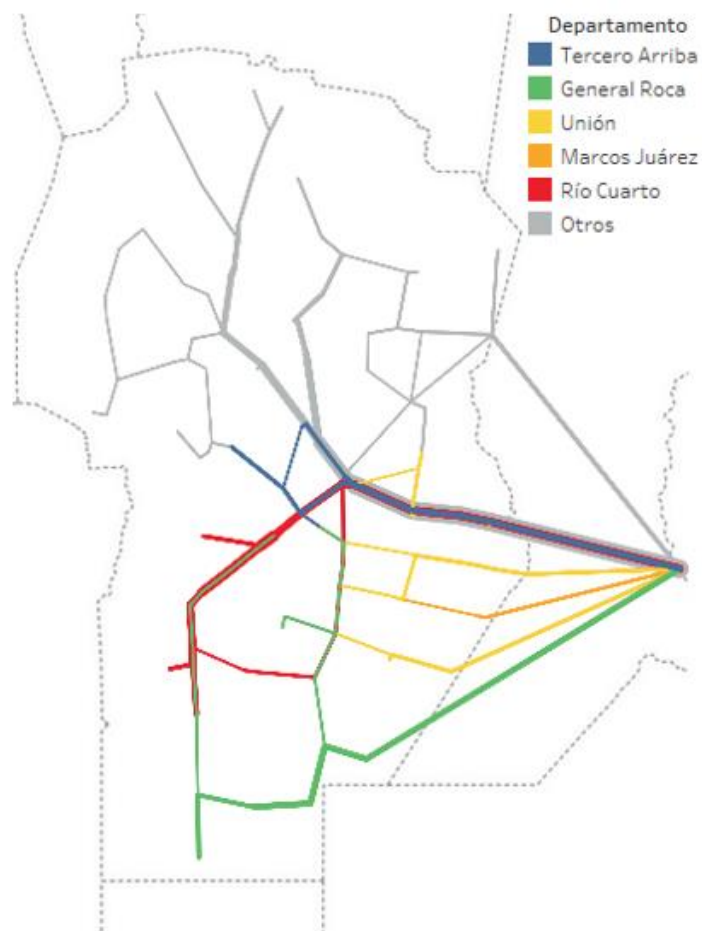 Departamento
Tercero Arriba
General Roca
Unión
Marcos Juárez
Río Cuarto
Otros